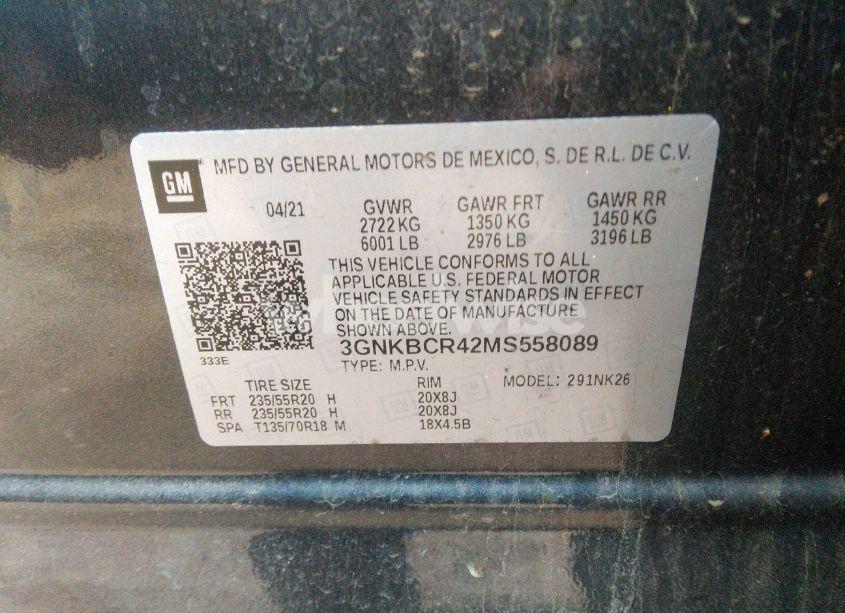 GM
MFD BY GENERAL MOTORS DE MEXICO, S. DE R.L. DE C.V.
04/21 GVWR GAWR FRT GAWR RR
2722 KG 1350 KG 1450 KG
6001 LB 2976 LB 3196 LB
THIS VEHICLE CONFORMS TO ALL
APPLICABLE U.S. FEDERAL MOTOR
VEHICLE SAFETY STANDARDS IN EFFECT
ON THE DATE OF MANUFACTURE
SHOWN ABOVE.
3GNKBCR42MS558089
333E
TYPE: M.P.V.
TIRE SIZE RIM MODEL: 291NK26
FRT 235/55R20 H 20X8J
RR 235/55R20 H 20X8J
SPA T135/70R18 M 18X4.5B